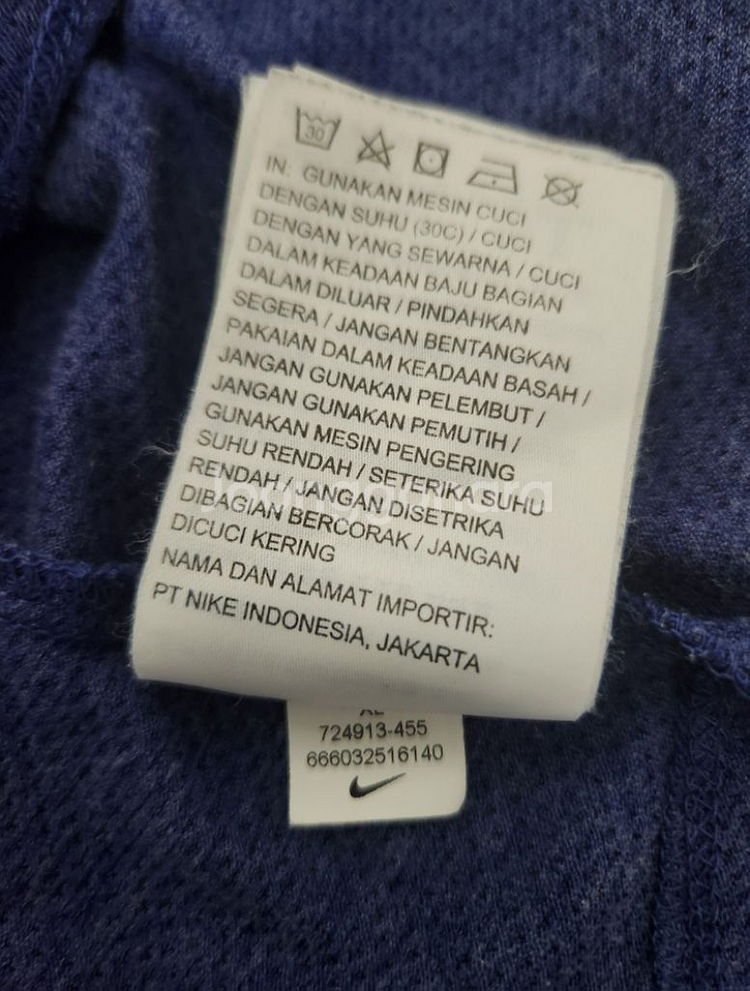 30
IN: GUNAKAN MESIN CUCI
DENGAN SUHU (30C) / CUCI
DENGAN YANG SEWARNA / CUCI
DALAM KEADAAN BAJU BAGIAN
DALAM DILUAR / PINDAHKAN
SEGERA / JANGAN BENTANGKAN
PAKAIAN DALAM KEADAAN BASAH /
JANGAN GUNAKAN PELEMBUT /
JANGAN GUNAKAN PEMUTIH /
GUNAKAN MESIN PENGERING
SUHU RENDAH / SETERIKA SUHU
RENDAH / JANGAN DISETRIKA
DIBAGIAN BERCORAK / JANGAN
DICUCI KERING
NAMA DAN ALAMAT IMPORTIR:
PT NIKE INDONESIA, JAKARTA
XL
724913-455
666032516140